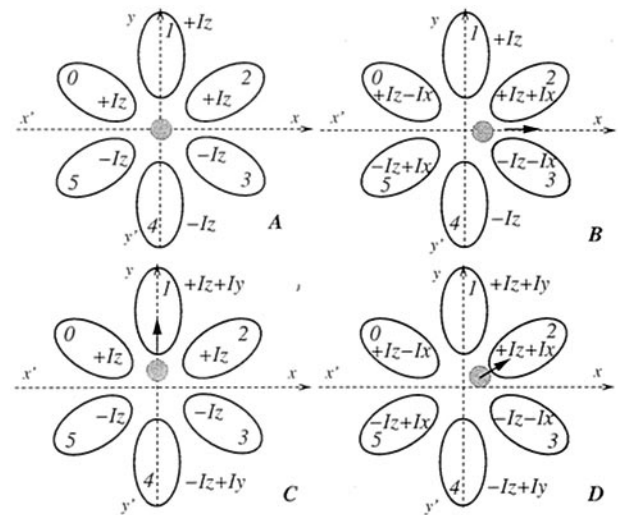 y
1
+Iz
0
+Iz
2
+Iz
x'
x
-Iz
5
-Iz
3
4
y'
-Iz
A
y
1
+Iz
0
+Iz-Ix
2
+Iz+Ix
x'
x
-Iz+Ix
5
-Iz-Ix
3
4
y'
-Iz
B
y
1
+Iz+Iy
0
+Iz
2
+Iz
x'
x
-Iz
5
-Iz
3
4
y'
-Iz+Iy
C
y
1
+Iz+Iy
0
+Iz-Ix
2
+Iz+Ix
x'
x
-Iz+Ix
5
-Iz-Ix
3
4
y'
-Iz+Iy
D